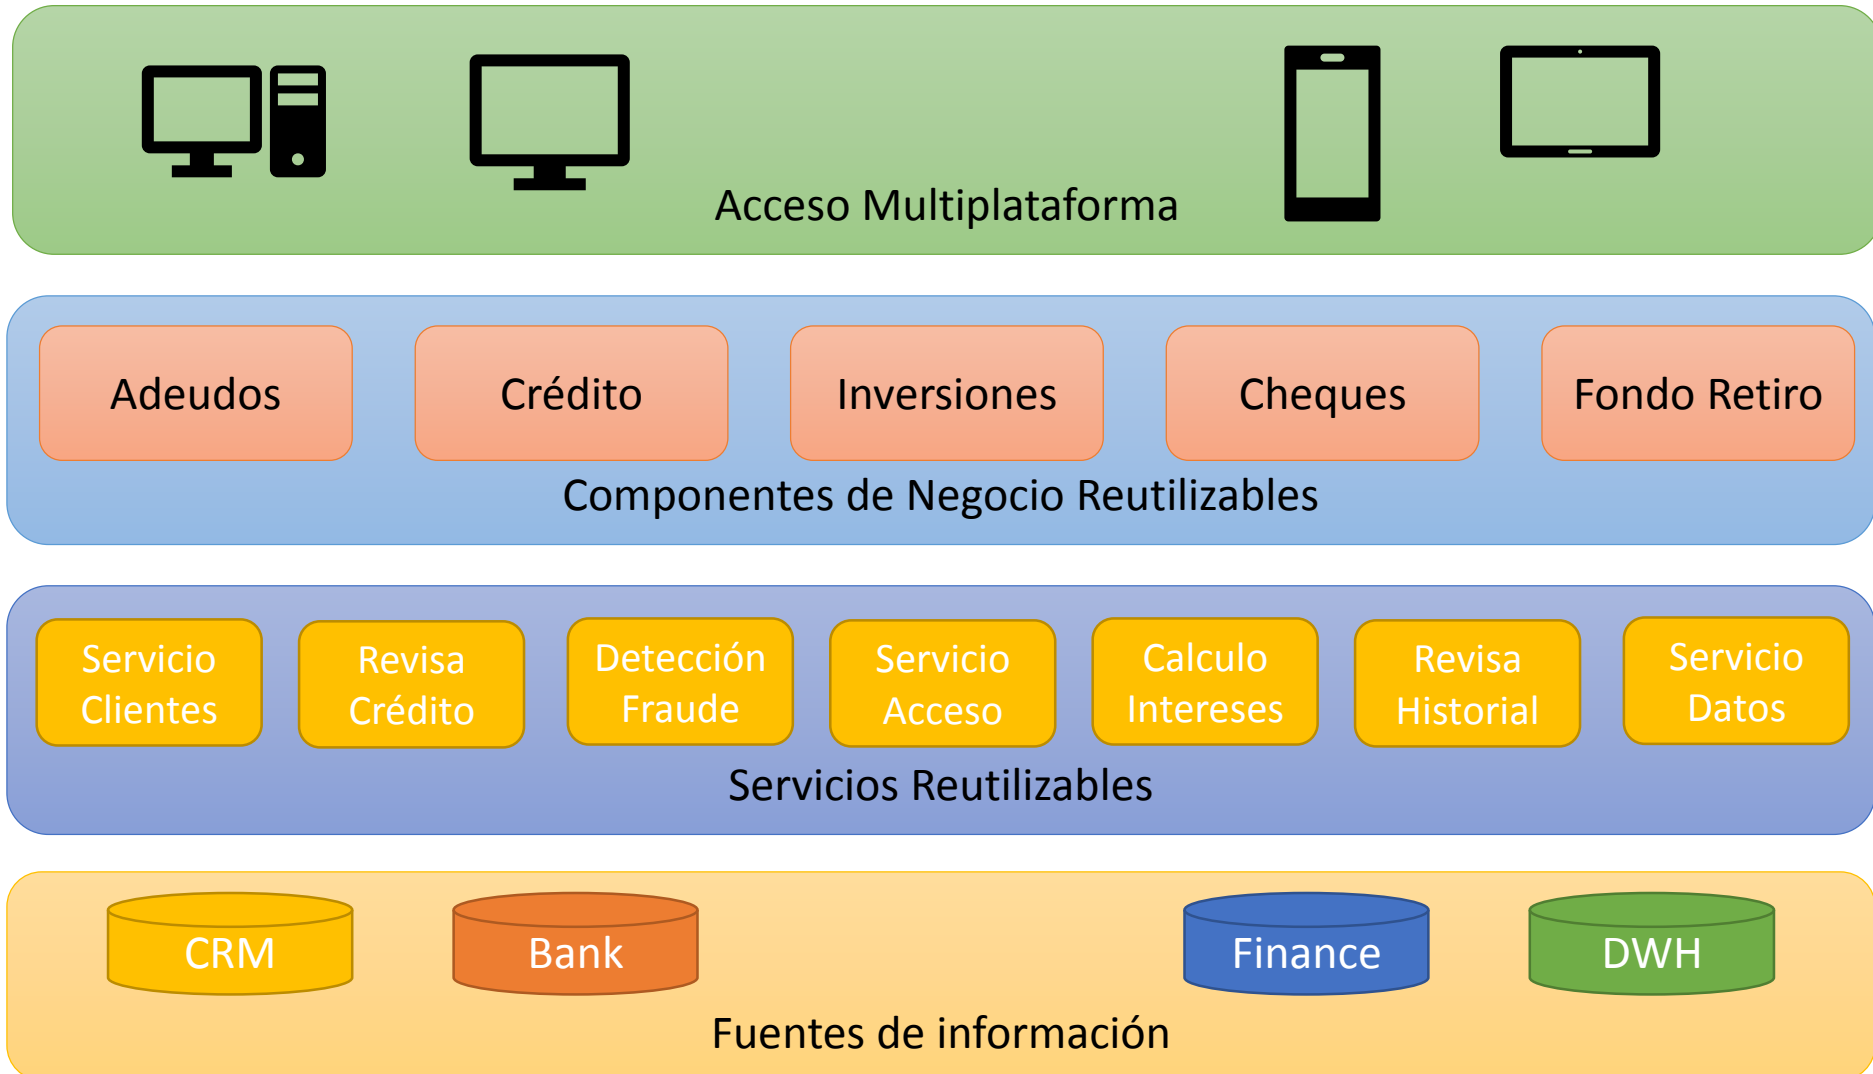 Acceso Multiplataforma
Adeudos
Crédito
Inversiones
Cheques
Fondo Retiro
Componentes de Negocio Reutilizables
Servicio
Clientes
Revisa
Crédito
Detección
Fraude
Servicio
Acceso
Calculo
Intereses
Revisa
Historial
Servicio
Datos
Servicios Reutilizables
CRM
Bank
Finance
DWH
Fuentes de información